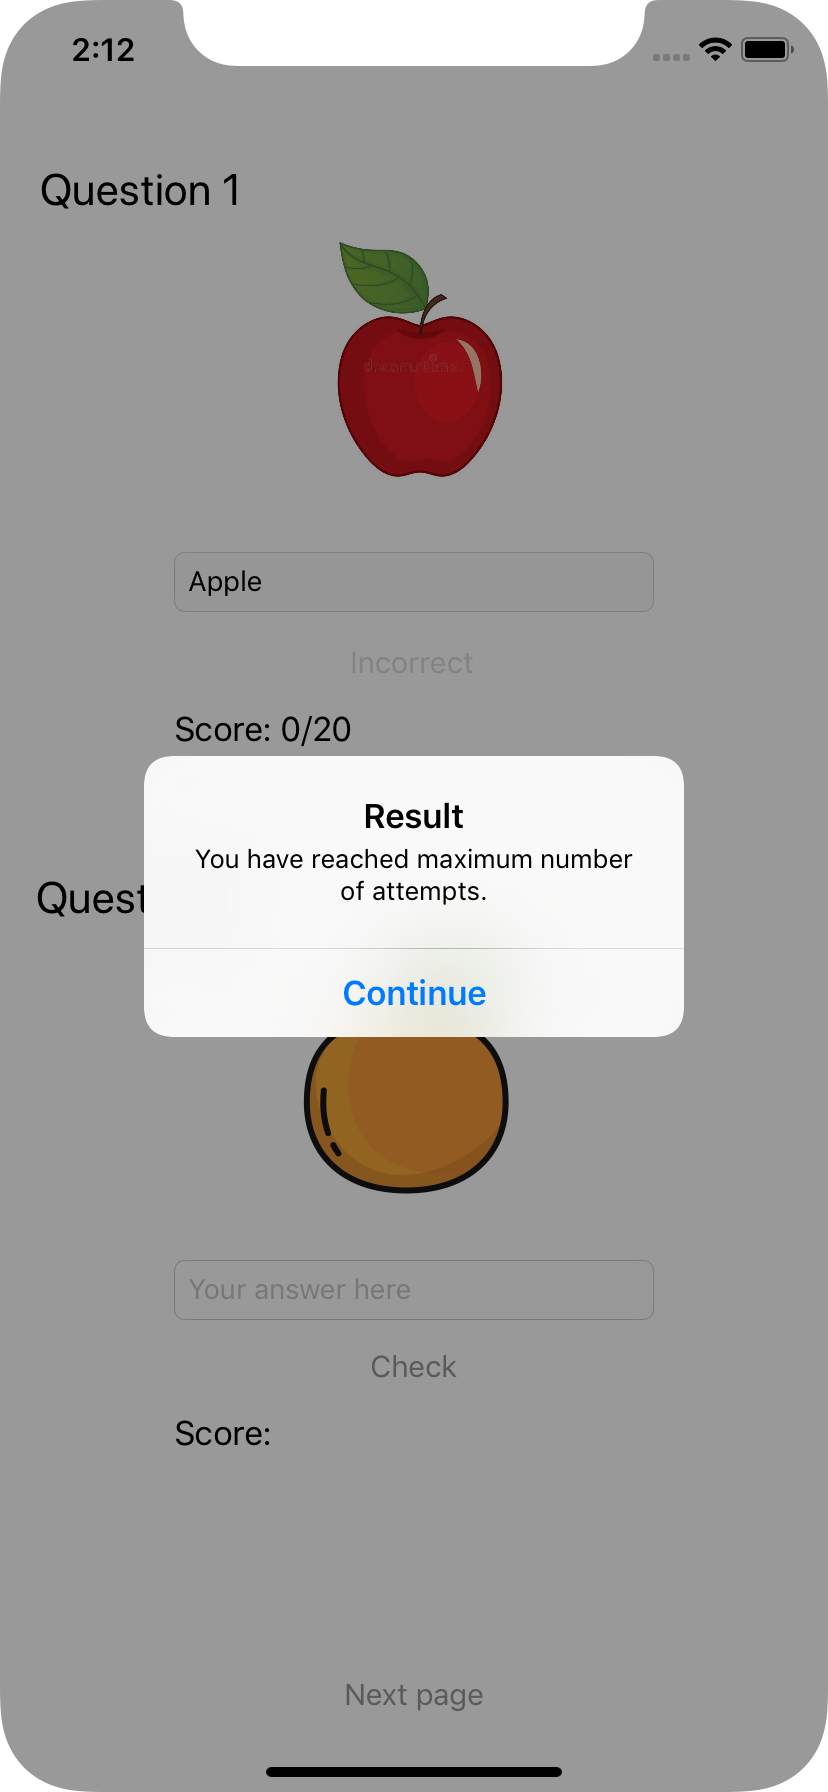 2:12
Question 1
dreamstime
Apple
Incorrect
Score: 0/20
Result
You have reached maximum number
of attempts.
Quest
Continue
Your answer here
Check
Score:
Next page